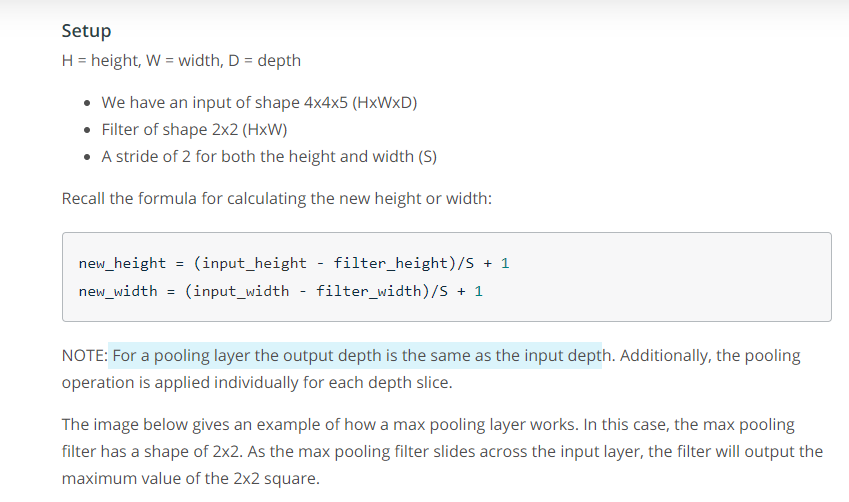 Setup
H = height, W = width, D = depth
• We have an input of shape 4x4x5 (HxWxD)
• Filter of shape 2x2 (HxW)
• A stride of 2 for both the height and width (S)
Recall the formula for calculating the new height or width:
new_height = (input_height - filter_height)/S + 1
new_width = (input_width - filter_width)/S + 1
NOTE: For a pooling layer the output depth is the same as the input depth. Additionally, the pooling
operation is applied individually for each depth slice.
The image below gives an example of how a max pooling layer works. In this case, the max pooling
filter has a shape of 2x2. As the max pooling filter slides across the input layer, the filter will output the
maximum value of the 2x2 square.